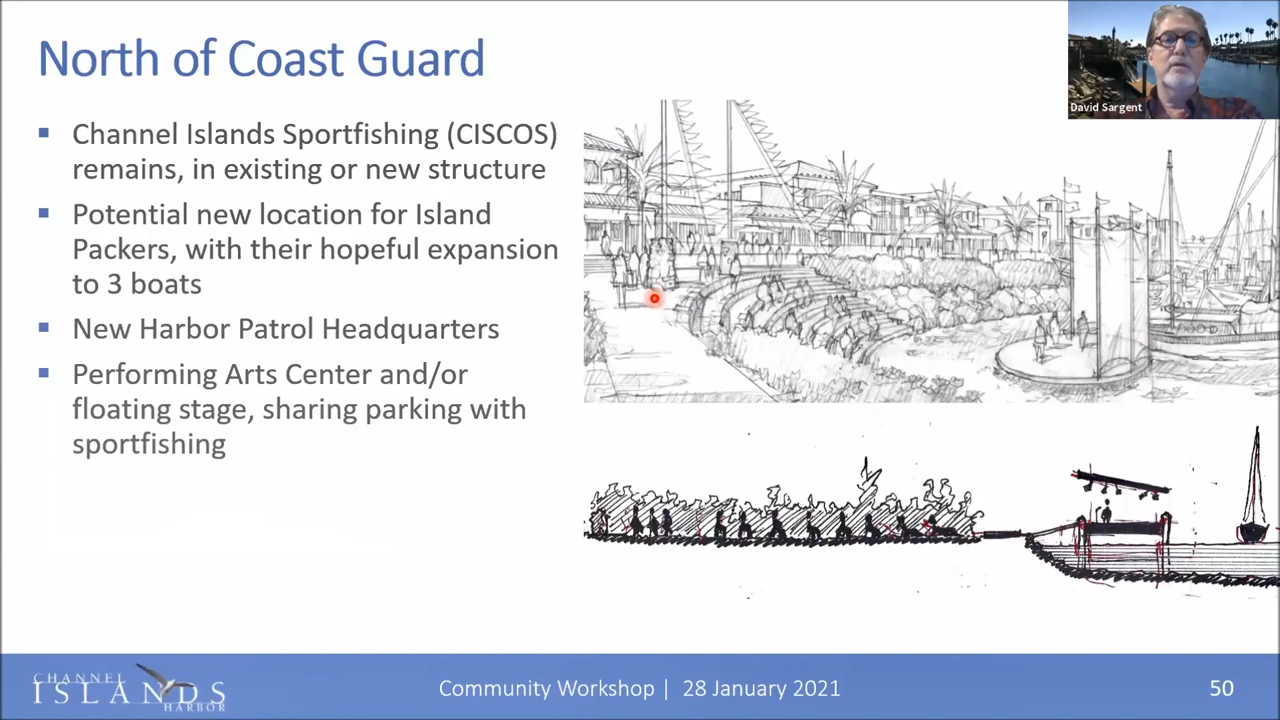 North of Coast Guard
David Sargent
▪ Channel Islands Sportfishing (CISCOS)
remains, in existing or new structure
▪ Potential new location for Island
Packers, with their hopeful expansion
to 3 boats
▪ New Harbor Patrol Headquarters
▪ Performing Arts Center and/or
floating stage, sharing parking with
sportfishing
CHANNEL
ISLANDS
HARBOR
Community Workshop | 28 January 2021
50